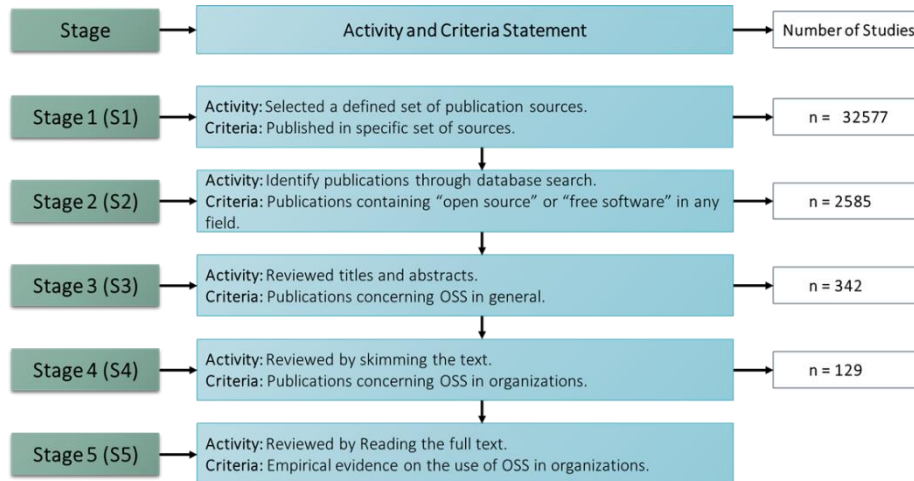 Stage
Activity and Criteria Statement
Number of Studies
Stage 1 (S1)
Activity: Selected a defined set of publication sources.
Criteria: Published in specific set of sources.
n = 32577
Stage 2 (S2)
Activity: Identify publications through database search.
Criteria: Publications containing “open source” or “free software” in any
field.
n = 2585
Stage 3 (S3)
Activity: Reviewed titles and abstracts.
Criteria: Publications concerning OSS in general.
n = 342
Stage 4 (S4)
Activity: Reviewed by skimming the text.
Criteria: Publications concerning OSS in organizations.
n = 129
Stage 5 (S5)
Activity: Reviewed by Reading the full text.
Criteria: Empirical evidence on the use of OSS in organizations.